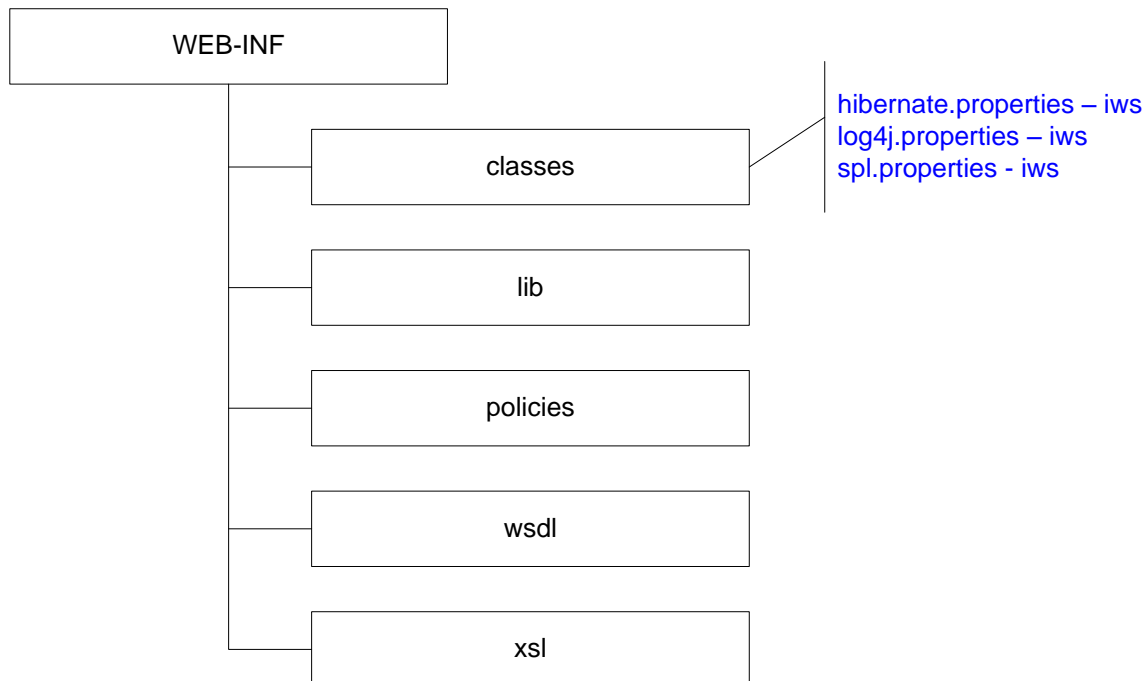 WEB-INF
classes
hibernate.properties – iws
log4j.properties – iws
spl.properties - iws
lib
policies
wsdl
xsl